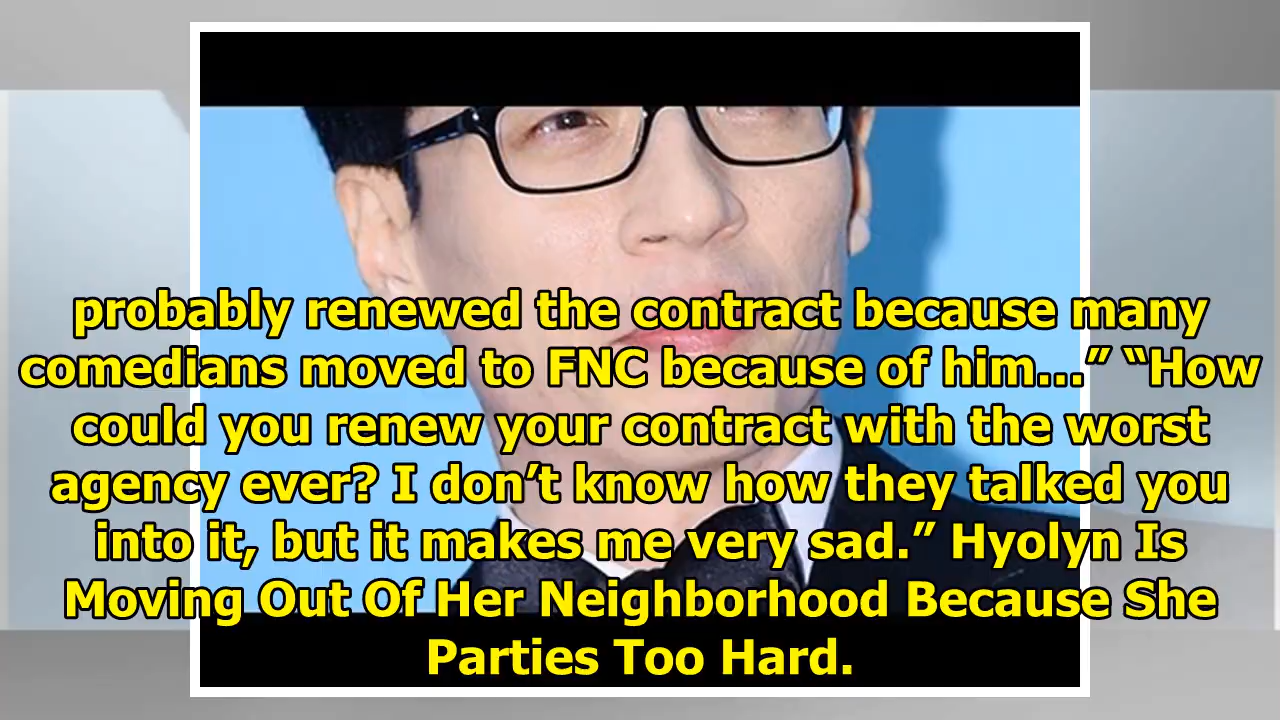 probably renewed the contract because many
comedians moved to FNC because of him...” “How
could you renew your contract with the worst
agency ever? I don’t know how they talked you
into it, but it makes me very sad.” Hyolyn Is
Moving Out Of Her Neighborhood Because She
Parties Too Hard.